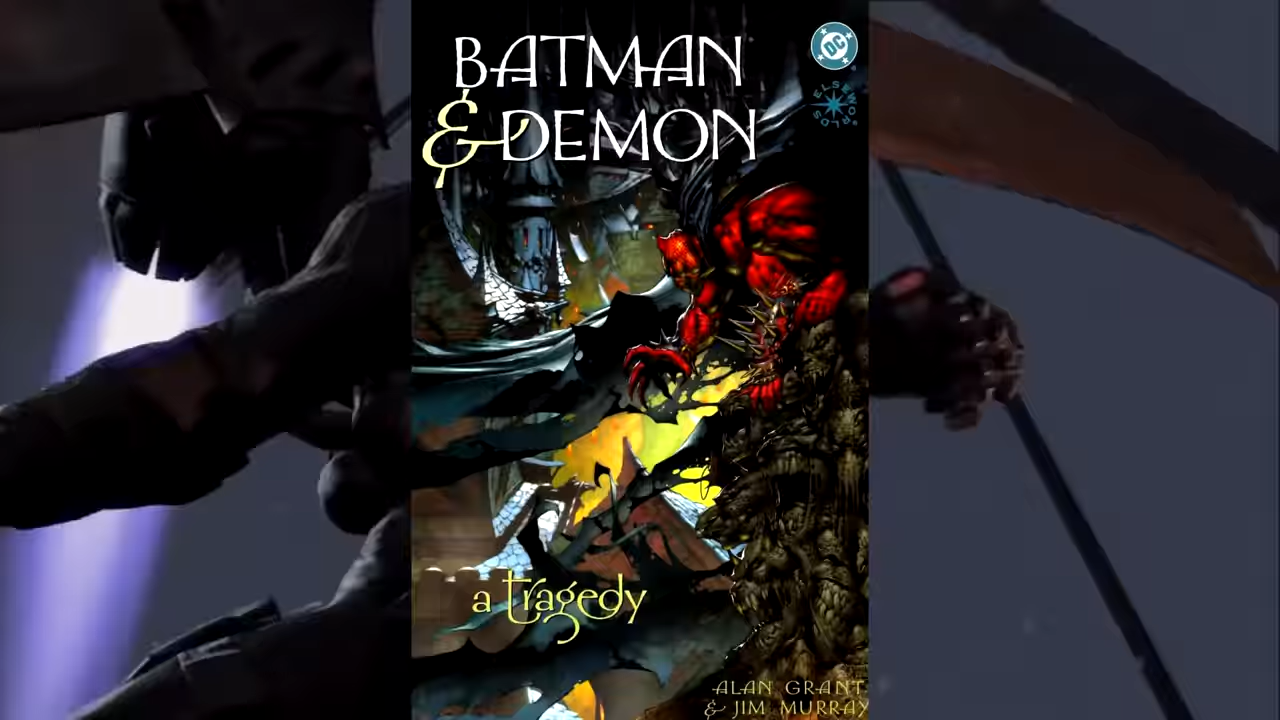 BATMAN
& DEMON
DC
ELSEWORLDS
a tragedy
ALAN GRANT
& JIM MURRAY